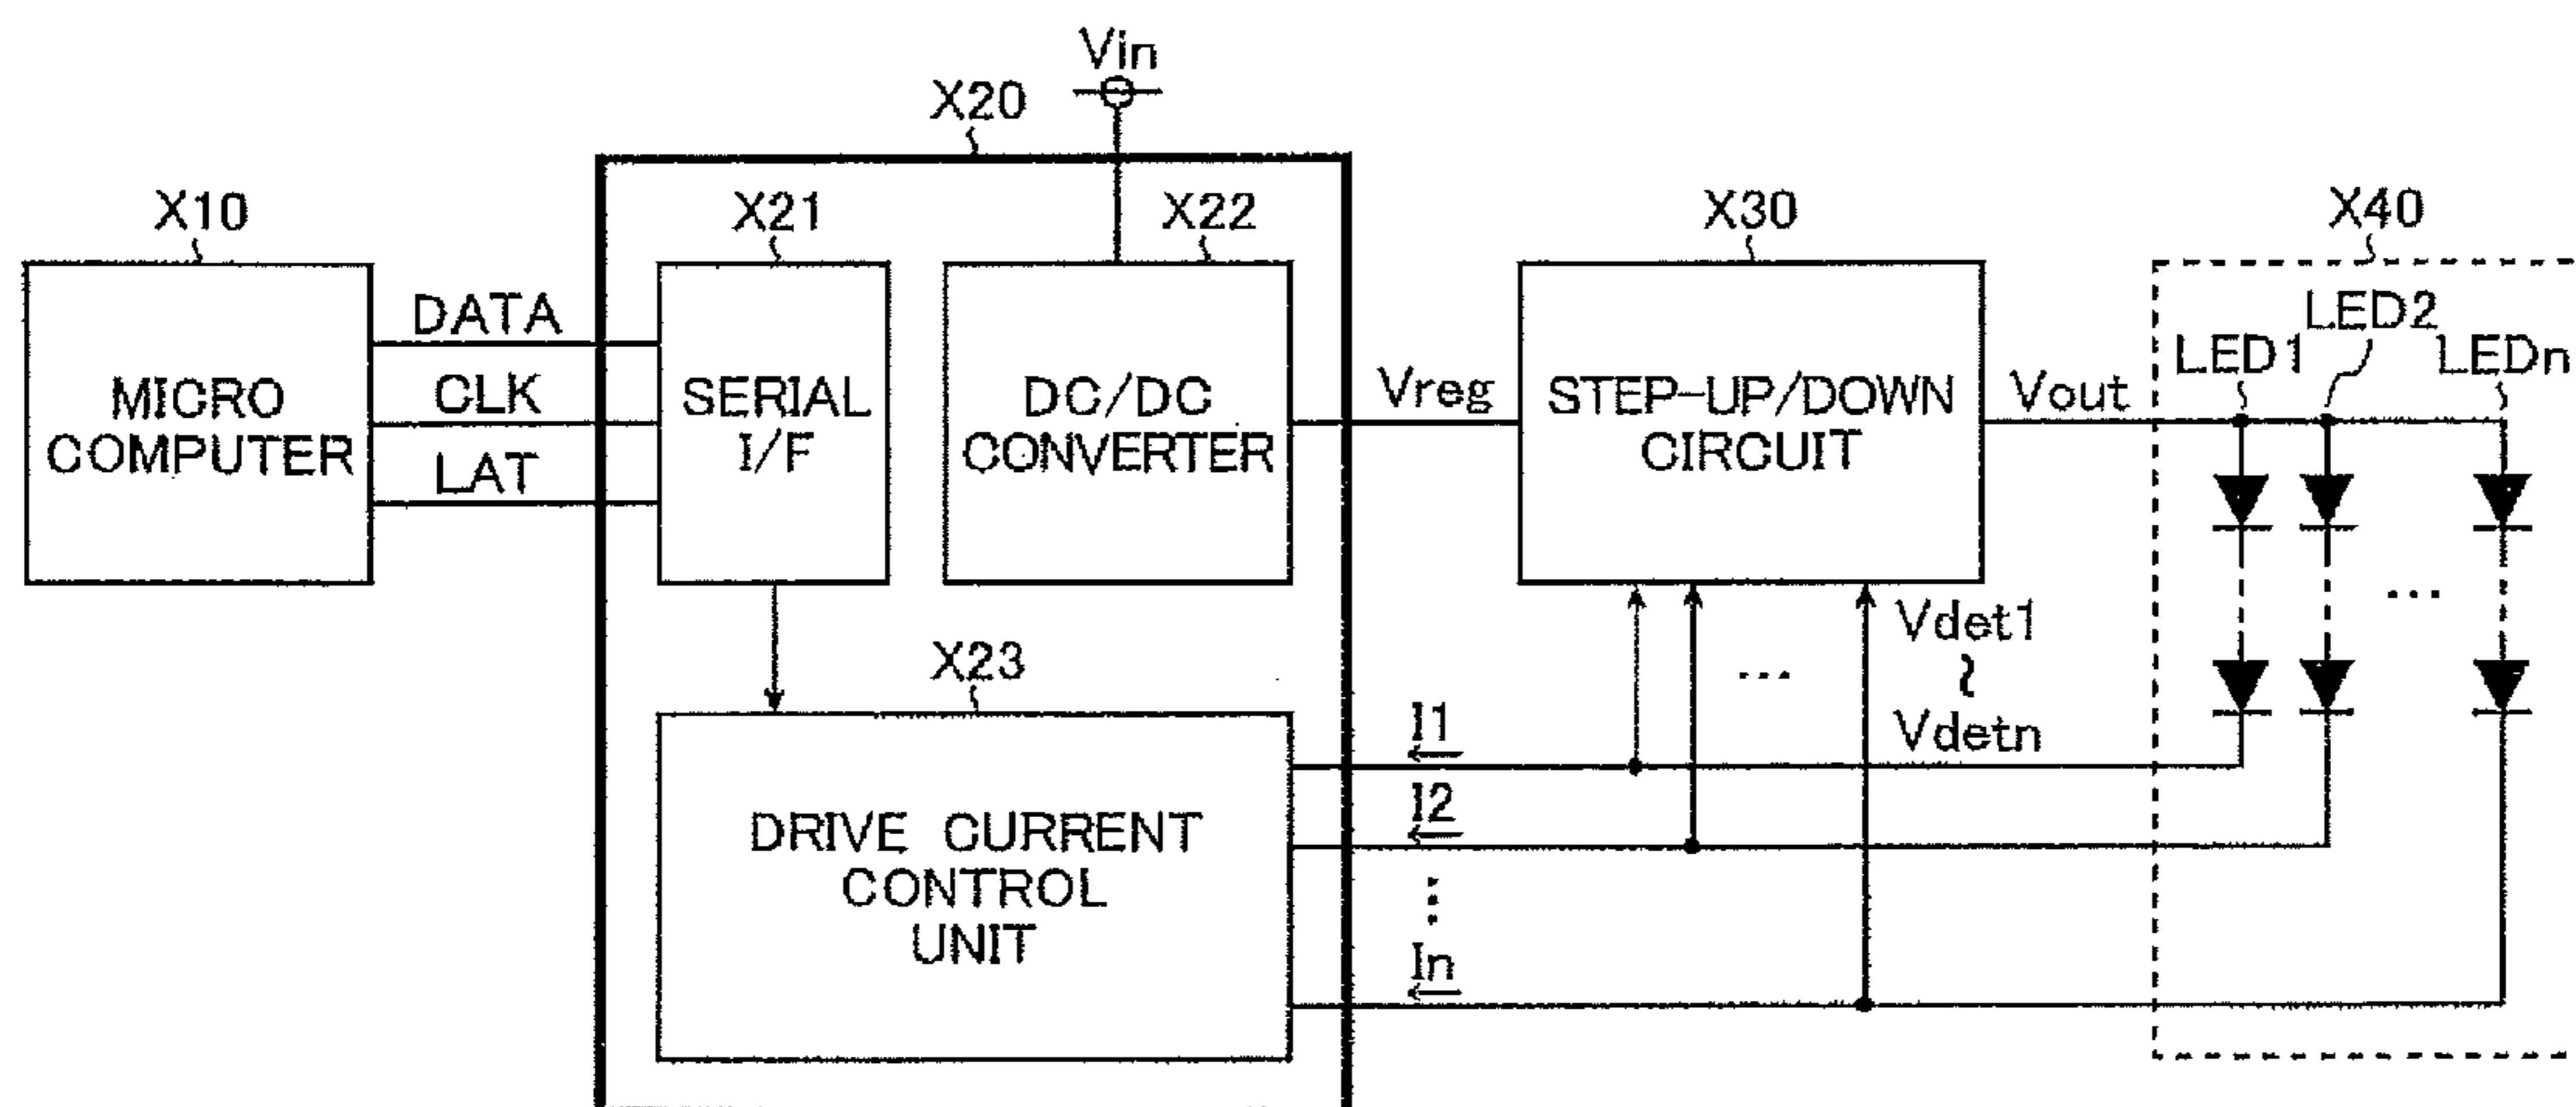 Vin
X20
X10
X21
X22
X30
X40
DATA
CLK
LAT
MICRO
COMPUTER
SERIAL
I/F
DC/DC
CONVERTER
Vreg
STEP-UP/DOWN
CIRCUIT
Vout
LED1
LED2
LEDn
...
Vdet1
~
Vdetn
...
X23
DRIVE CURRENT
CONTROL
UNIT
I1
I2
...
In